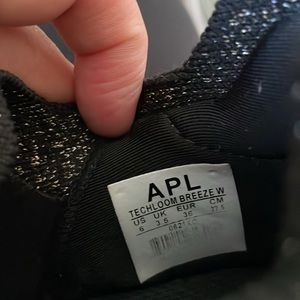 APL
TECHLOOM BREEZE W
US UK EUR CM
6 3.5 36